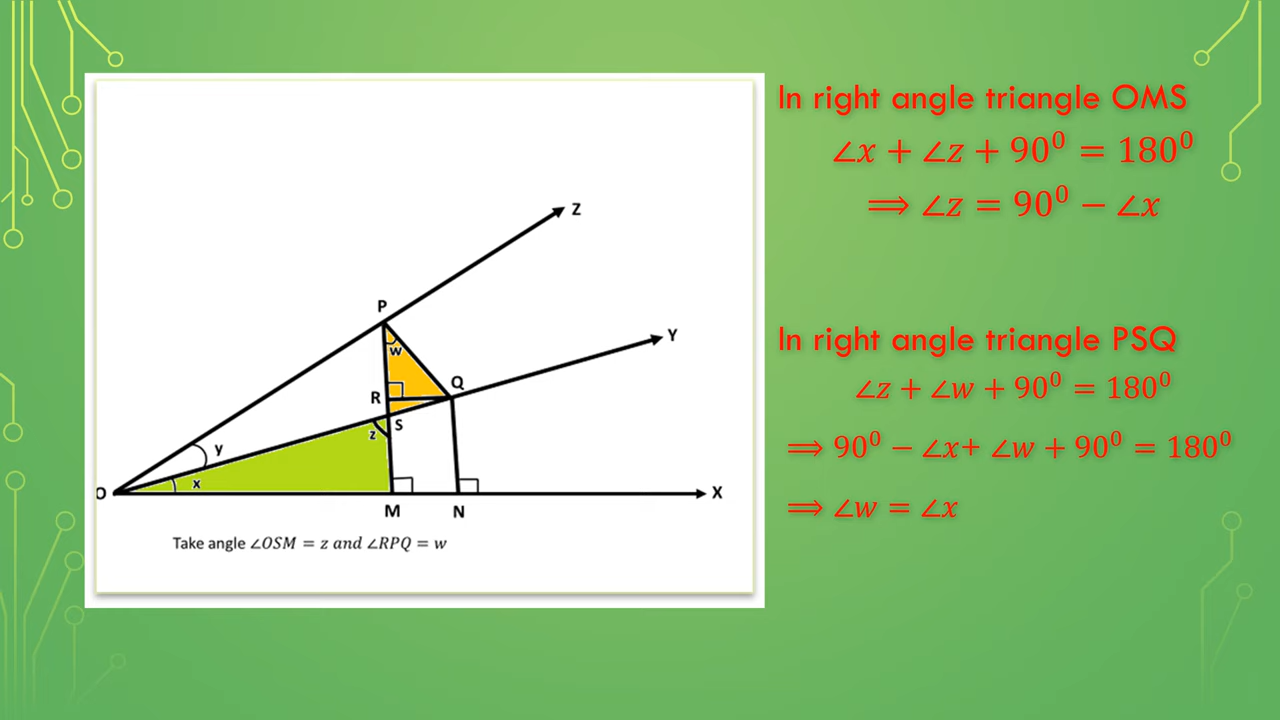 In right angle triangle OMS
∠x + ∠z + 90⁰ = 180⁰
⟹ ∠z = 90⁰ − ∠x
Z
P
In right angle triangle PSQ
Y
w
Q
∠z + ∠w + 90⁰ = 180⁰
R
S
z
y
⟹ 90⁰ − ∠x+ ∠w + 90⁰ = 180⁰
x
O
X
M
N
⟹ ∠w = ∠x
Take angle ∠OSM = z and ∠RPQ = w